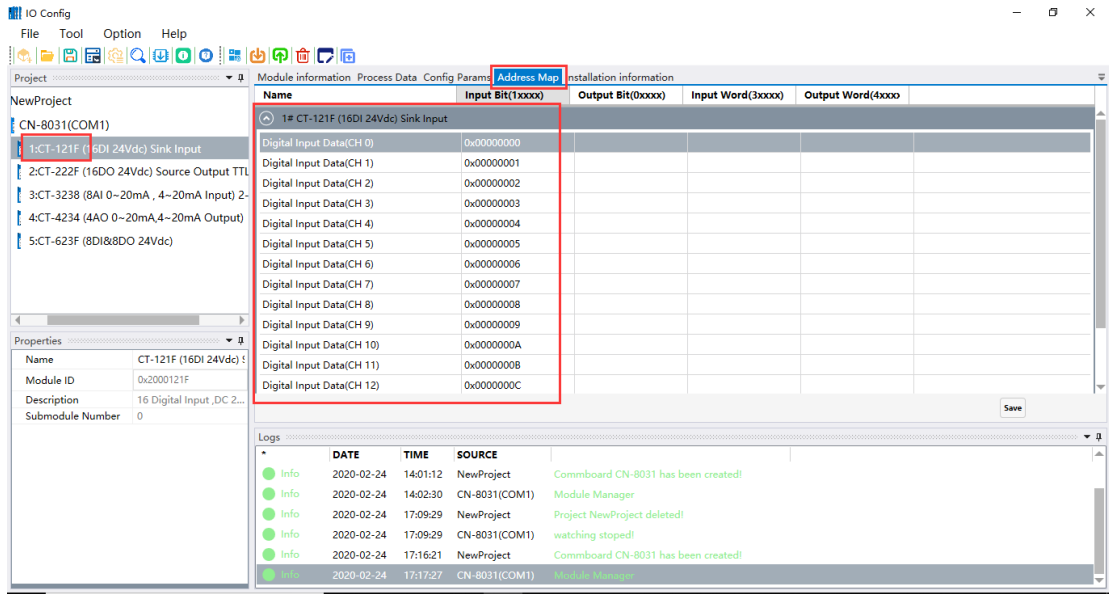 IO Config
File Tool Option Help
Project
NewProject
CN-8031(COM1)
1:CT-121F (16DI 24Vdc) Sink Input
2:CT-222F (16DO 24Vdc) Source Output TTL
3:CT-3238 (8AI 0~20mA , 4~20mA Input) 2-
4:CT-4234 (4AO 0~20mA,4~20mA Output)
5:CT-623F (8DI&8DO 24Vdc)
Properties
Name CT-121F (16DI 24Vdc) S
Module ID 0x2000121F
Description 16 Digital Input ,DC 2...
Submodule Number 0
Module information Process Data Config Params Address Map Installation information
Name Input Bit(1xxxx) Output Bit(0xxxx) Input Word(3xxxx) Output Word(4xxxx)
1# CT-121F (16DI 24Vdc) Sink Input
Digital Input Data(CH 0) 0x00000000
Digital Input Data(CH 1) 0x00000001
Digital Input Data(CH 2) 0x00000002
Digital Input Data(CH 3) 0x00000003
Digital Input Data(CH 4) 0x00000004
Digital Input Data(CH 5) 0x00000005
Digital Input Data(CH 6) 0x00000006
Digital Input Data(CH 7) 0x00000007
Digital Input Data(CH 8) 0x00000008
Digital Input Data(CH 9) 0x00000009
Digital Input Data(CH 10) 0x0000000A
Digital Input Data(CH 11) 0x0000000B
Digital Input Data(CH 12) 0x0000000C
Save
Logs
* DATE TIME SOURCE
Info 2020-02-24 14:01:12 NewProject Commboard CN-8031 has been created!
Info 2020-02-24 14:02:30 CN-8031(COM1) Module Manager
Info 2020-02-24 17:09:29 NewProject Project NewProject deleted!
Info 2020-02-24 17:09:29 CN-8031(COM1) watching stoped!
Info 2020-02-24 17:16:21 NewProject Commboard CN-8031 has been created!
Info 2020-02-24 17:17:27 CN-8031(COM1) Module Manager